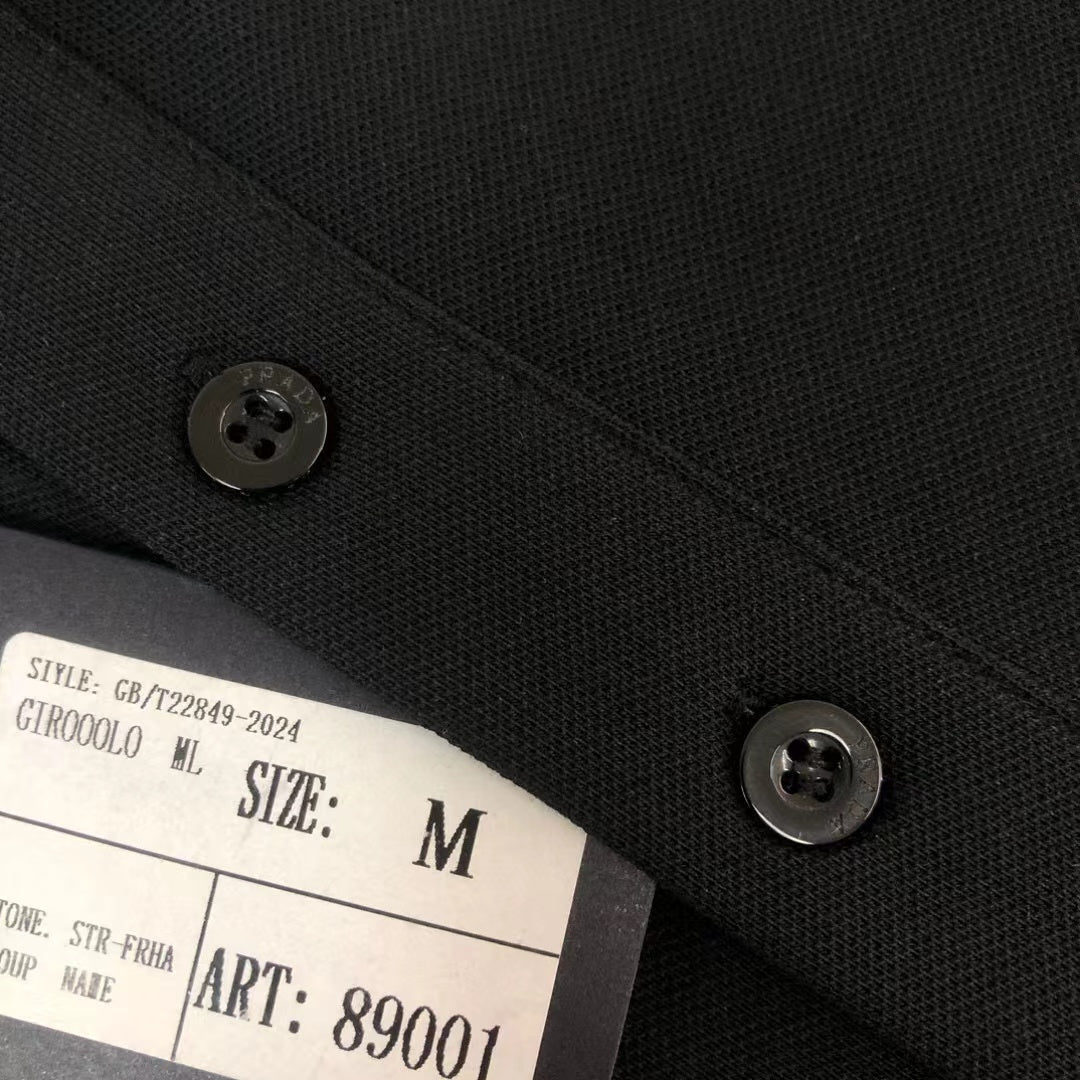 PRADA
PRADA
STYLE: GB/T22849-2024
GIROOOLO ML
SIZE: M
TONE. STR-FRHA
OUP NAME
ART: 89001